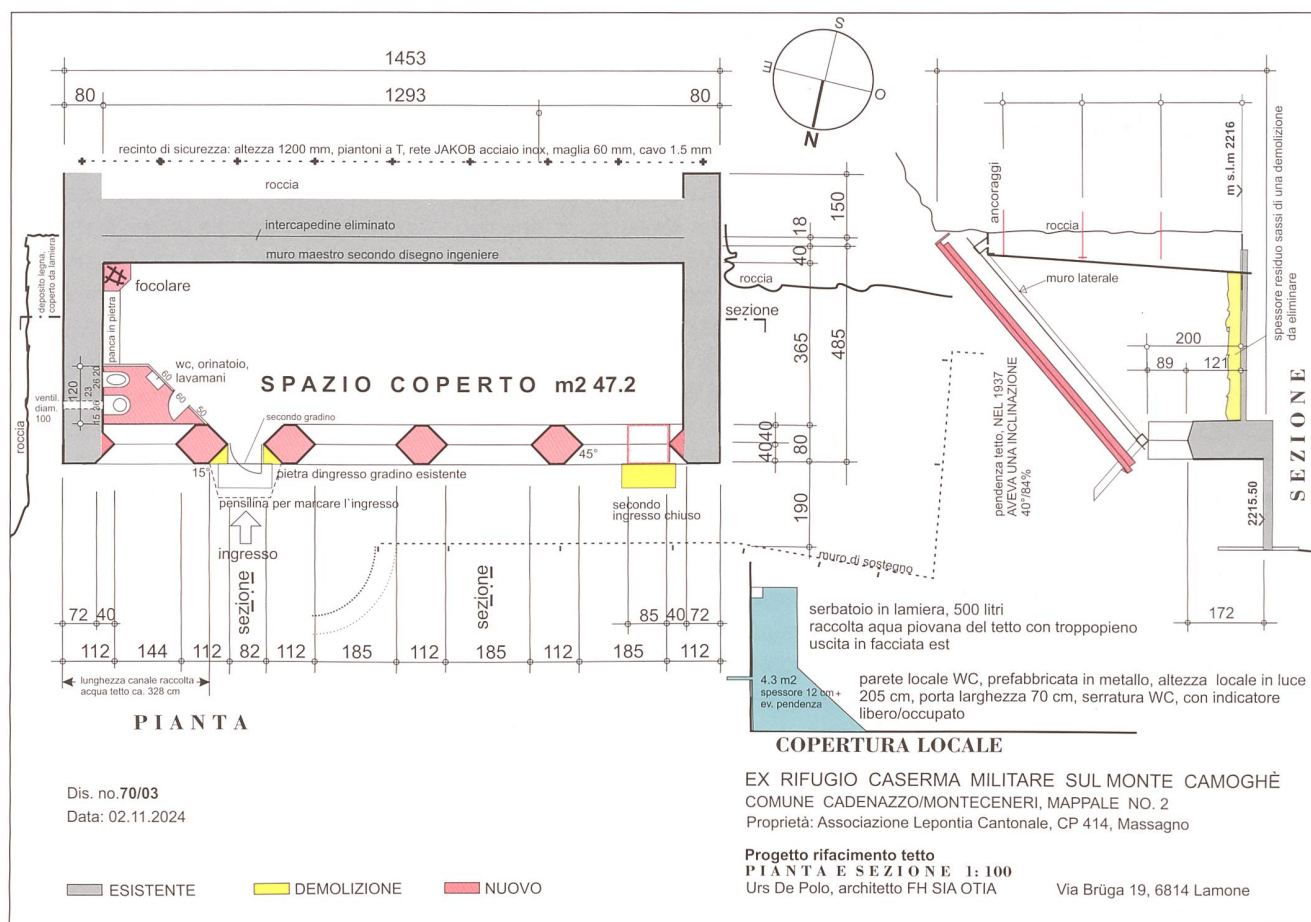 1453
80
1293
80
S
E
O
N
recinto di sicurezza: altezza 1200 mm, piantoni a T, rete JAKOB acciaio inox, maglia 60 mm, cavo 1.5 mm
roccia
intercapedine eliminato
muro maestro secondo disegno ingeniere
focolare
deposito legna,
coperto da lamiera
panca in pietra
roccia
sezione
wc, orinatoio,
lavamani
60
60
50
120
26 20
23
15 26
ventil.
diam.
100
roccia
SPAZIO COPERTO m2 47.2
secondo gradino
15°
45°
pietra dingresso gradino esistente
pensilina per marcare l`ingresso
secondo
ingresso chiuso
ingresso
sezione
sezione
muro di sostegno
150
18
40
365
485
4040
80
190
72
40
85
40
72
112
144
112
82
112
185
112
185
112
185
112
lunghezza canale raccolta
acqua tetto ca. 328 cm
PIANTA
ancoraggi
roccia
m s.l.m 2216
muro laterale
spessore residuo sassi di una demolizione
da eliminare
200
89
121
pendenza tetto, NEL 1937
AVEVA UNA INCLINAZIONE
40°/84%
2215.50
172
SEZIONE
serbatoio in lamiera, 500 litri
raccolta aqua piovana del tetto con troppopieno
uscita in facciata est
4.3 m2
spessore 12 cm+
ev. pendenza
parete locale WC, prefabbricata in metallo, altezza locale in luce
205 cm, porta larghezza 70 cm, serratura WC, con indicatore
libero/occupato
COPERTURA LOCALE
Dis. no.70/03
Data: 02.11.2024
EX RIFUGIO CASERMA MILITARE SUL MONTE CAMOGHÈ
COMUNE CADENAZZO/MONTECENERI, MAPPALE NO. 2
Proprietà: Associazione Lepontia Cantonale, CP 414, Massagno
Progetto rifacimento tetto
PIANTA E SEZIONE 1: 100
Urs De Polo, architetto FH SIA OTIA
Via Brüga 19, 6814 Lamone
ESISTENTE
DEMOLIZIONE
NUOVO